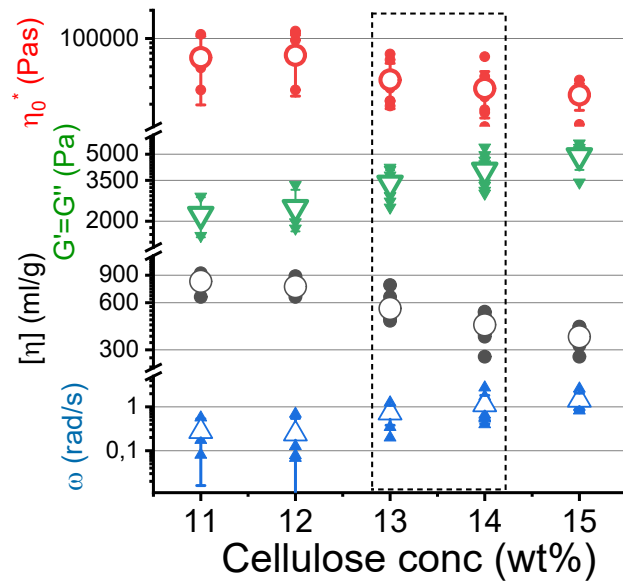 η₀* (Pas)
100000
G'=G'' (Pa)
5000
3500
2000
[η] (ml/g)
900
600
300
ω (rad/s)
1
0,1
11 12 13 14 15
Cellulose conc (wt%)